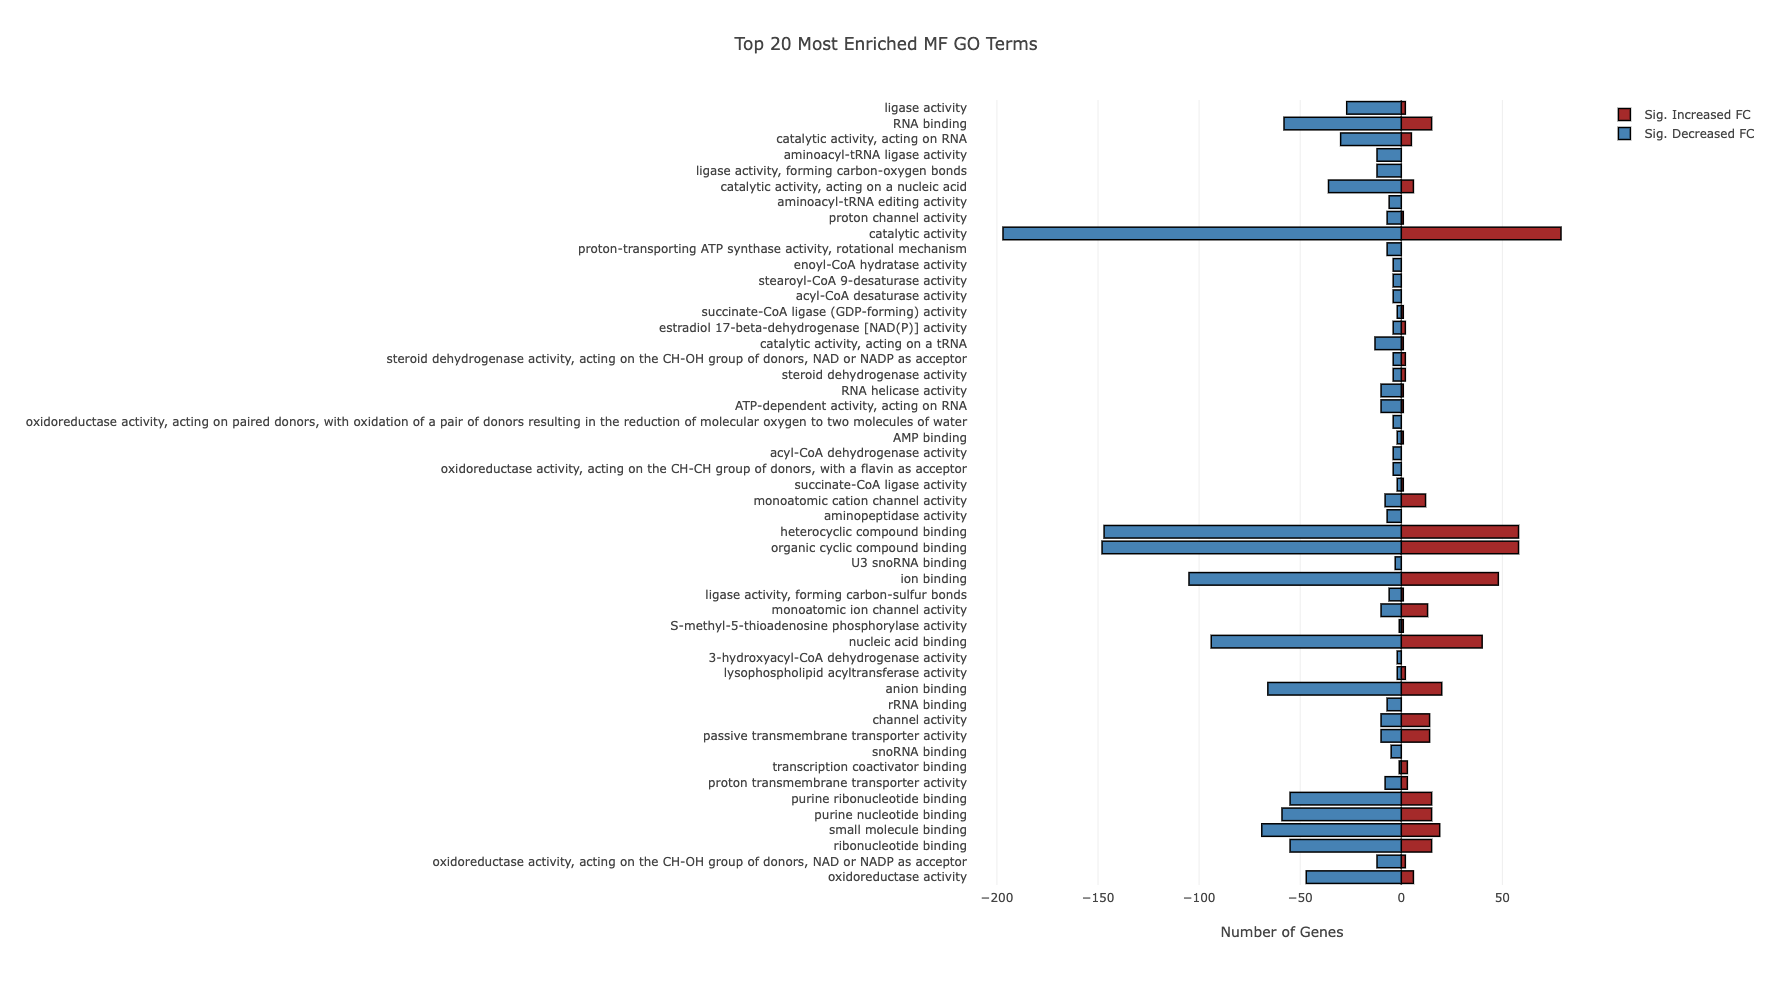 Top 20 Most Enriched MF GO Terms
ligase activity
RNA binding
catalytic activity, acting on RNA
aminoacyl-tRNA ligase activity
ligase activity, forming carbon-oxygen bonds
catalytic activity, acting on a nucleic acid
aminoacyl-tRNA editing activity
proton channel activity
catalytic activity
proton-transporting ATP synthase activity, rotational mechanism
enoyl-CoA hydratase activity
stearoyl-CoA 9-desaturase activity
acyl-CoA desaturase activity
succinate-CoA ligase (GDP-forming) activity
estradiol 17-beta-dehydrogenase [NAD(P)] activity
catalytic activity, acting on a tRNA
steroid dehydrogenase activity, acting on the CH-OH group of donors, NAD or NADP as acceptor
steroid dehydrogenase activity
RNA helicase activity
ATP-dependent activity, acting on RNA
oxidoreductase activity, acting on paired donors, with oxidation of a pair of donors resulting in the reduction of molecular oxygen to two molecules of water
AMP binding
acyl-CoA dehydrogenase activity
oxidoreductase activity, acting on the CH-CH group of donors, with a flavin as acceptor
succinate-CoA ligase activity
monoatomic cation channel activity
aminopeptidase activity
heterocyclic compound binding
organic cyclic compound binding
U3 snoRNA binding
ion binding
ligase activity, forming carbon-sulfur bonds
monoatomic ion channel activity
S-methyl-5-thioadenosine phosphorylase activity
nucleic acid binding
3-hydroxyacyl-CoA dehydrogenase activity
lysophospholipid acyltransferase activity
anion binding
rRNA binding
channel activity
passive transmembrane transporter activity
snoRNA binding
transcription coactivator binding
proton transmembrane transporter activity
purine ribonucleotide binding
purine nucleotide binding
small molecule binding
ribonucleotide binding
oxidoreductase activity, acting on the CH-OH group of donors, NAD or NADP as acceptor
oxidoreductase activity
−200 −150 −100 −50 0 50
Number of Genes
Sig. Increased FC
Sig. Decreased FC